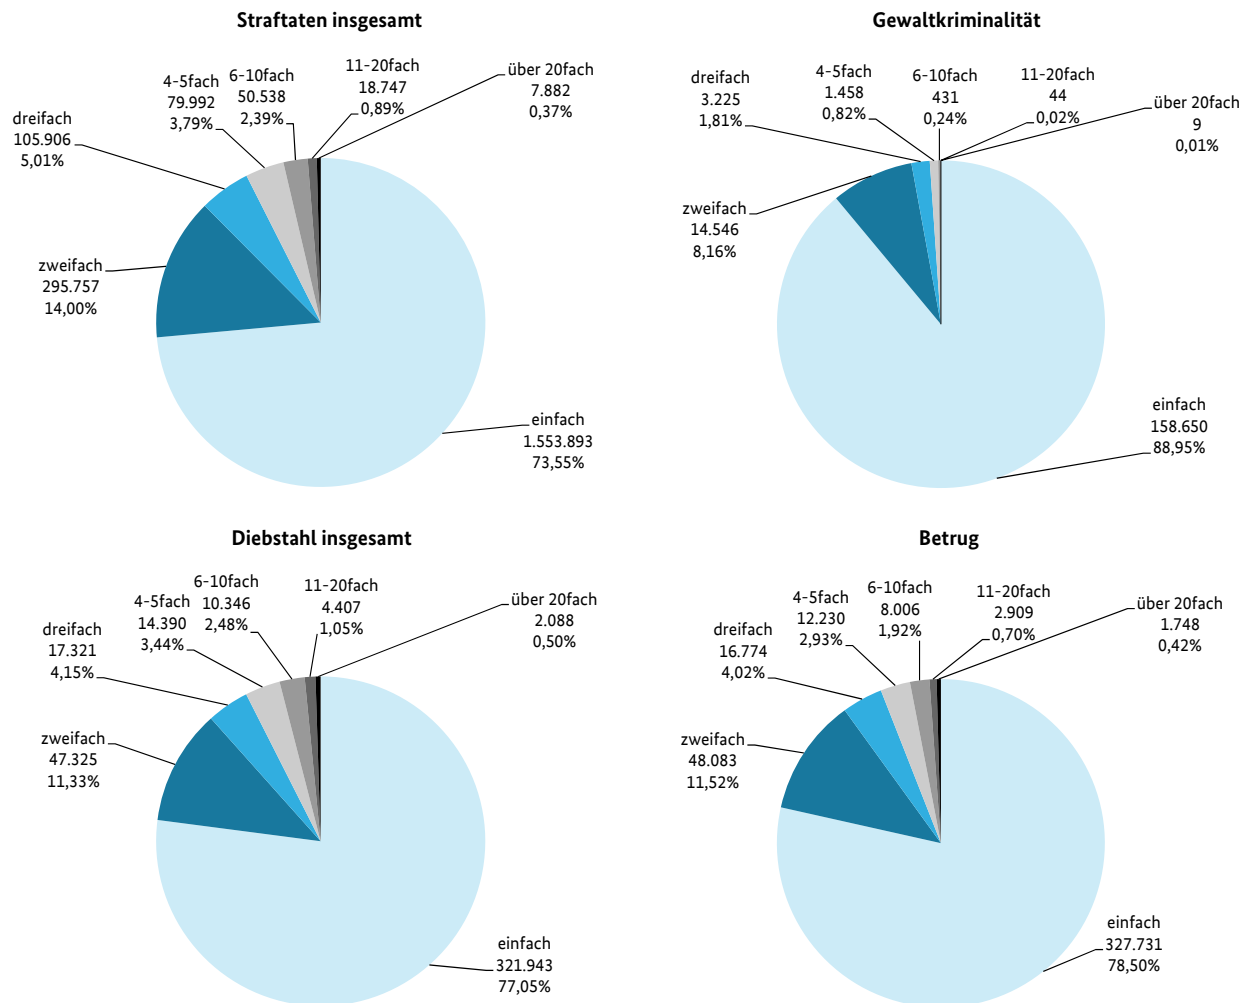 Straftaten insgesamt
einfach
1.553.893
73,55%
zweifach
295.757
14,00%
dreifach
105.906
5,01%
4-5fach
79.992
3,79%
6-10fach
50.538
2,39%
11-20fach
18.747
0,89%
über 20fach
7.882
0,37%
Gewaltkriminalität
einfach
158.650
88,95%
zweifach
14.546
8,16%
dreifach
3.225
1,81%
4-5fach
1.458
0,82%
6-10fach
431
0,24%
11-20fach
44
0,02%
über 20fach
9
0,01%
Diebstahl insgesamt
einfach
321.943
77,05%
zweifach
47.325
11,33%
dreifach
17.321
4,15%
4-5fach
14.390
3,44%
6-10fach
10.346
2,48%
11-20fach
4.407
1,05%
über 20fach
2.088
0,50%
Betrug
einfach
327.731
78,50%
zweifach
48.083
11,52%
dreifach
16.774
4,02%
4-5fach
12.230
2,93%
6-10fach
8.006
1,92%
11-20fach
2.909
0,70%
über 20fach
1.748
0,42%